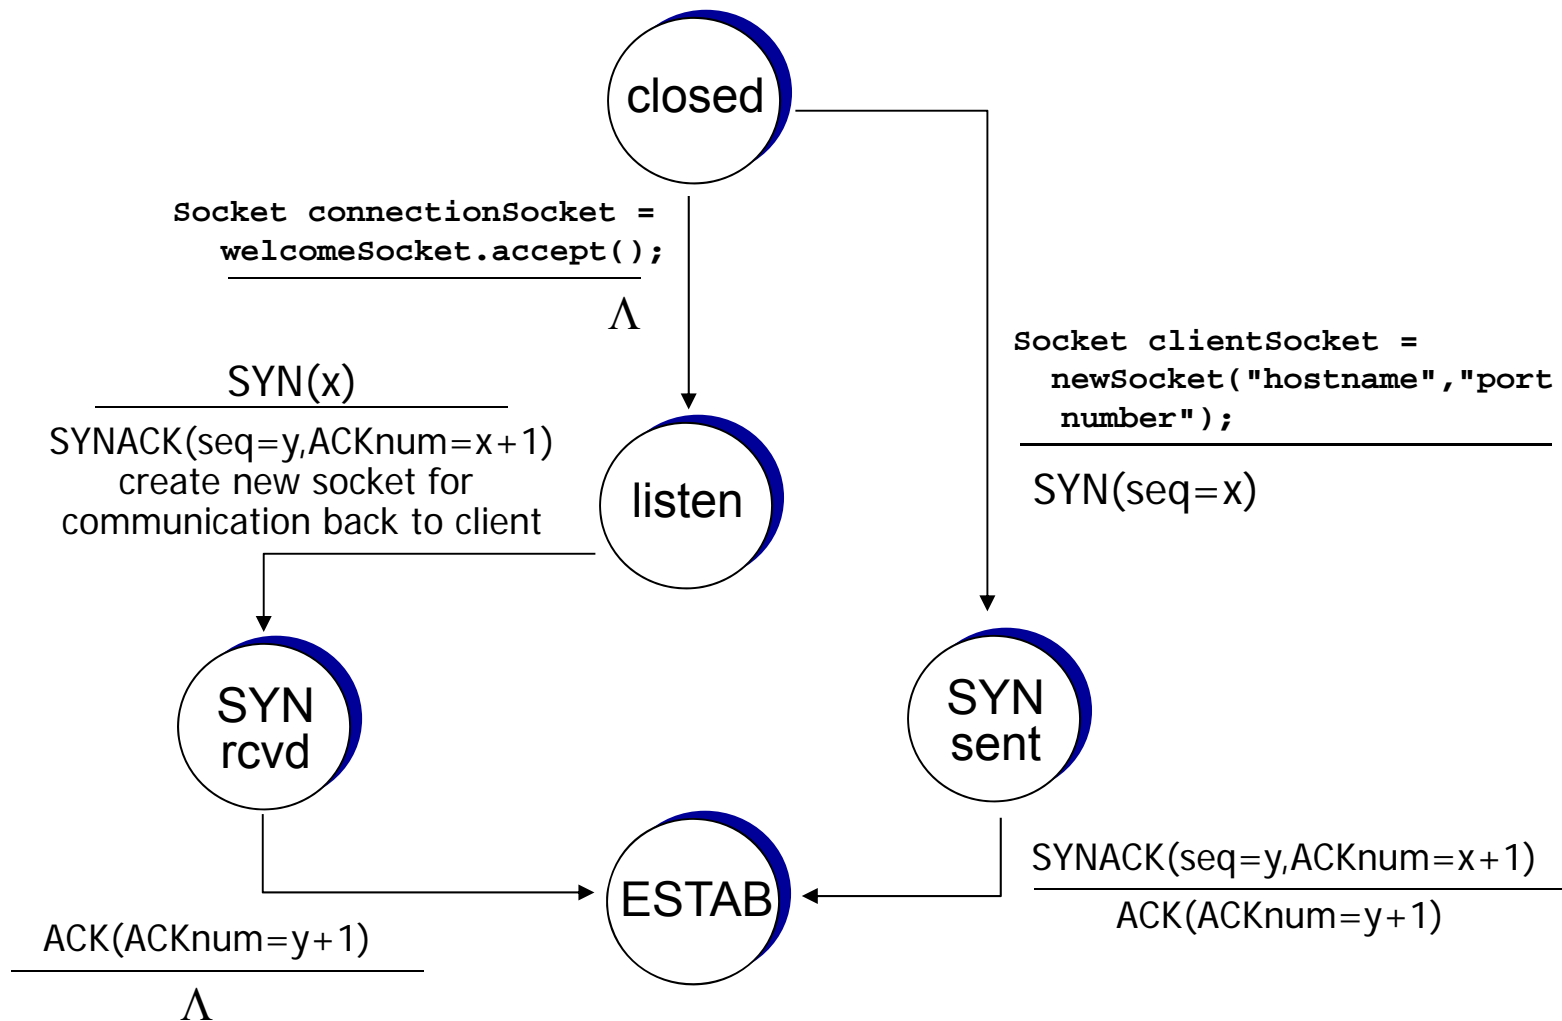 closed
Socket connectionSocket =
welcomeSocket.accept();
Λ
Socket clientSocket =
newSocket("hostname","port
number");
SYN(seq=x)
SYN(x)
SYNACK(seq=y,ACKnum=x+1)
create new socket for
communication back to client
listen
SYN
rcvd
SYN
sent
ESTAB
SYNACK(seq=y,ACKnum=x+1)
ACK(ACKnum=y+1)
ACK(ACKnum=y+1)
Λ